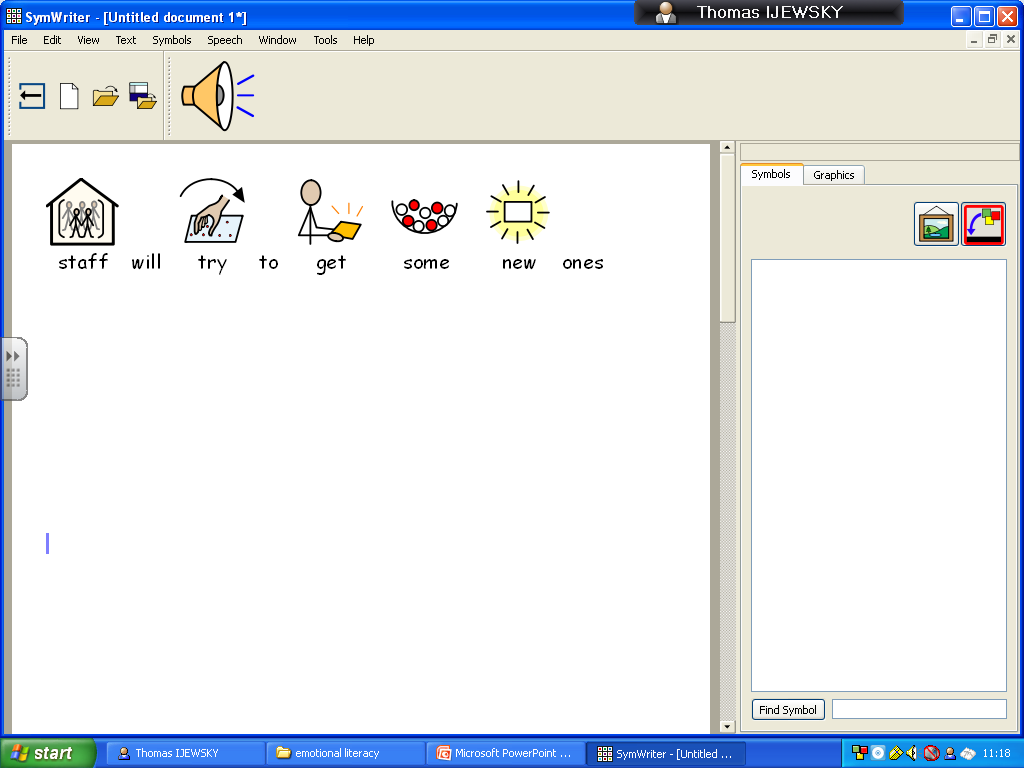 SymWriter - [Untitled document 1*]
Thomas IJEWSKY
File Edit View Text Symbols Speech Window Tools Help
Symbols Graphics
staff will try to get some new ones
Find Symbol
start Thomas IJEWSKY emotional literacy Microsoft PowerPoint ... SymWriter - [Untitled ... 11:18